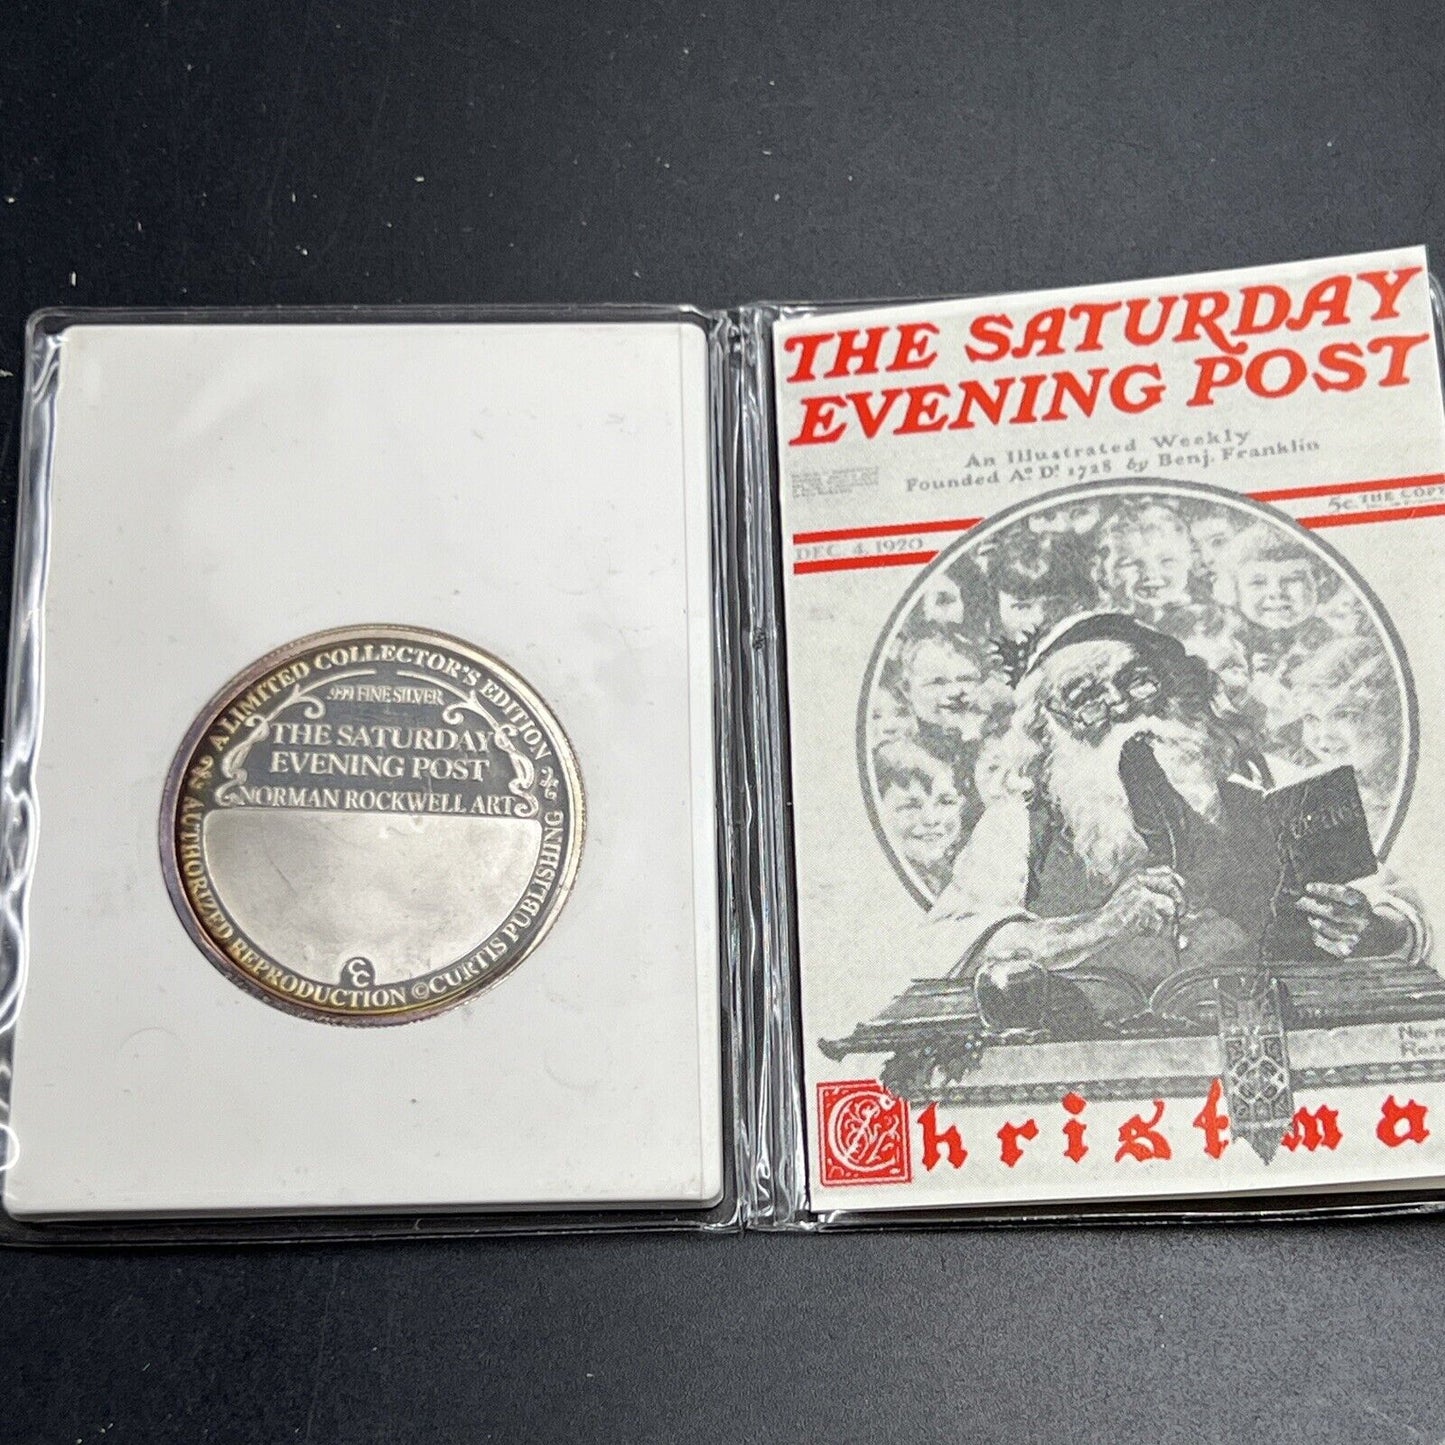 A LIMITED COLLECTOR'S EDITION
.999 FINE SILVER
THE SATURDAY
EVENING POST
NORMAN ROCKWELL ART
AUTHORIZED REPRODUCTION ©CURTIS PUBLISHING
THE SATURDAY
EVENING POST
An Illustrated Weekly
Founded Aº Dⁱ 1728 by Benj. Franklin
5c. THE COPY
DEC. 4, 1920
Christma